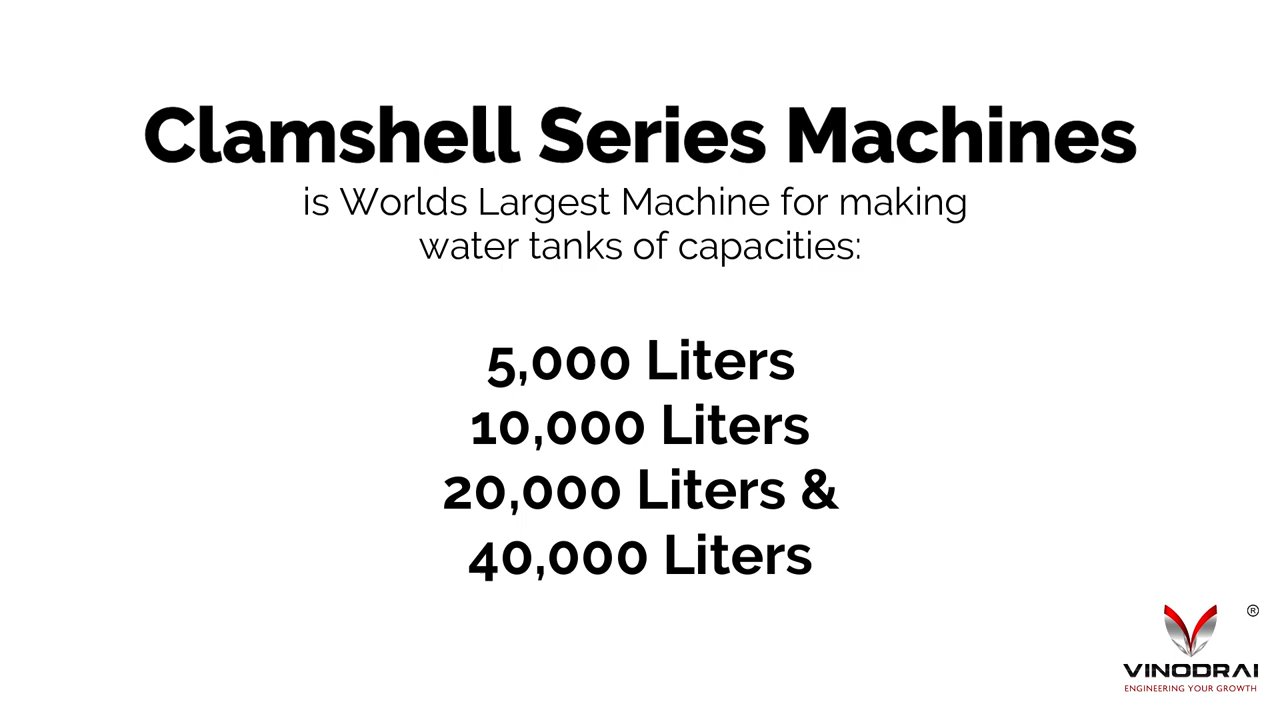 Clamshell Series Machines
is Worlds Largest Machine for making
water tanks of capacities:
5,000 Liters
10,000 Liters
20,000 Liters &
40,000 Liters
®
VINODRAI
ENGINEERING YOUR GROWTH